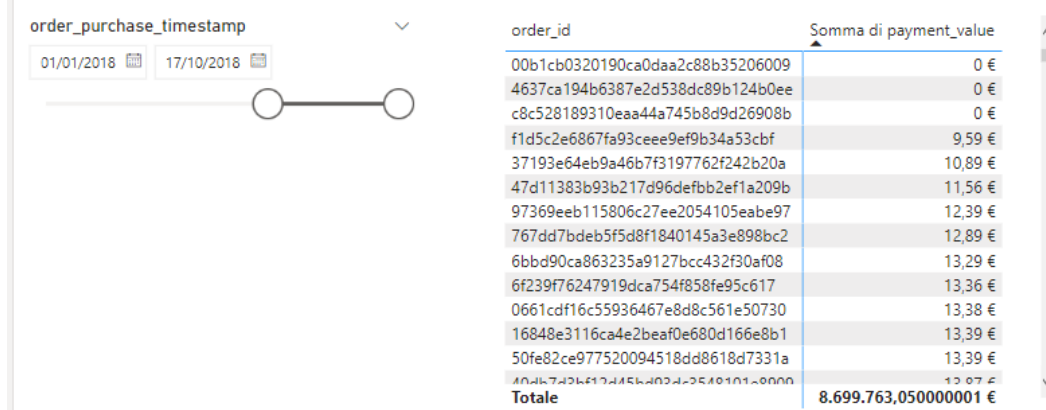 order_purchase_timestamp
01/01/2018 17/10/2018
order_id Somma di payment_value
00b1cb0320190ca0daa2c88b35206009 0 €
4637ca194b6387e2d538dc89b124b0ee 0 €
c8c528189310eaa44a745b8d9d26908b 0 €
f1d5c2e6867fa93ceee9ef9b34a53cbf 9,59 €
37193e64eb9a46b7f3197762f242b20a 10,89 €
47d11383b93b217d96defbb2ef1a209b 11,56 €
97369eeb115806c27ee2054105eabe97 12,39 €
767dd7bdeb5f5d8f1840145a3e898bc2 12,89 €
6bbd90ca863235a9127bcc432f30af08 13,29 €
6f239f76247919dca754f858fe95c617 13,36 €
0661cdf16c55936467e8d8c561e50730 13,38 €
16848e3116ca4e2beaf0e680d166e8b1 13,39 €
50fe82ce977520094518dd8618d7331a 13,39 €
13,87 €
Totale 8.699.763,050000001 €